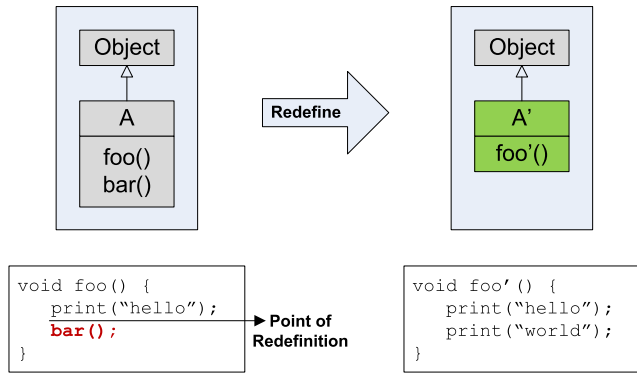 Object
A
foo()
bar()
Redefine
Object
A’
foo’()
void foo() {
print(“hello”);
bar();
}
Point of
Redefinition
void foo’() {
print(“hello”);
print(“world”);
}